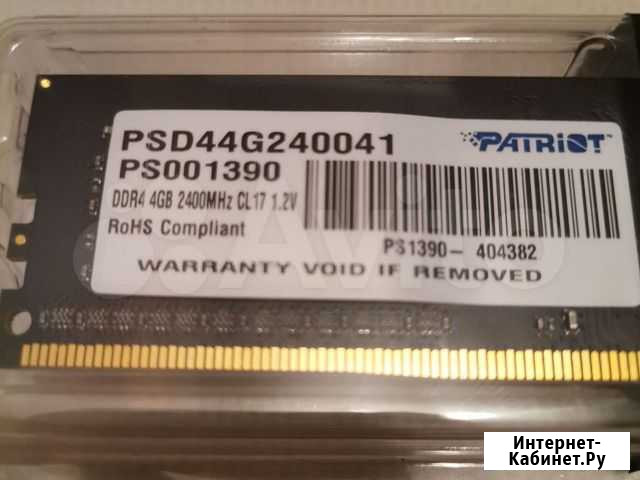 PSD44G240041
PATRIOT
PS001390
DDR4 4GB 2400MHz CL17 1.2V
RoHS Compliant
PS1390- 404382
WARRANTY VOID IF REMOVED
Avito
Интернет-
Кабинет.Ру